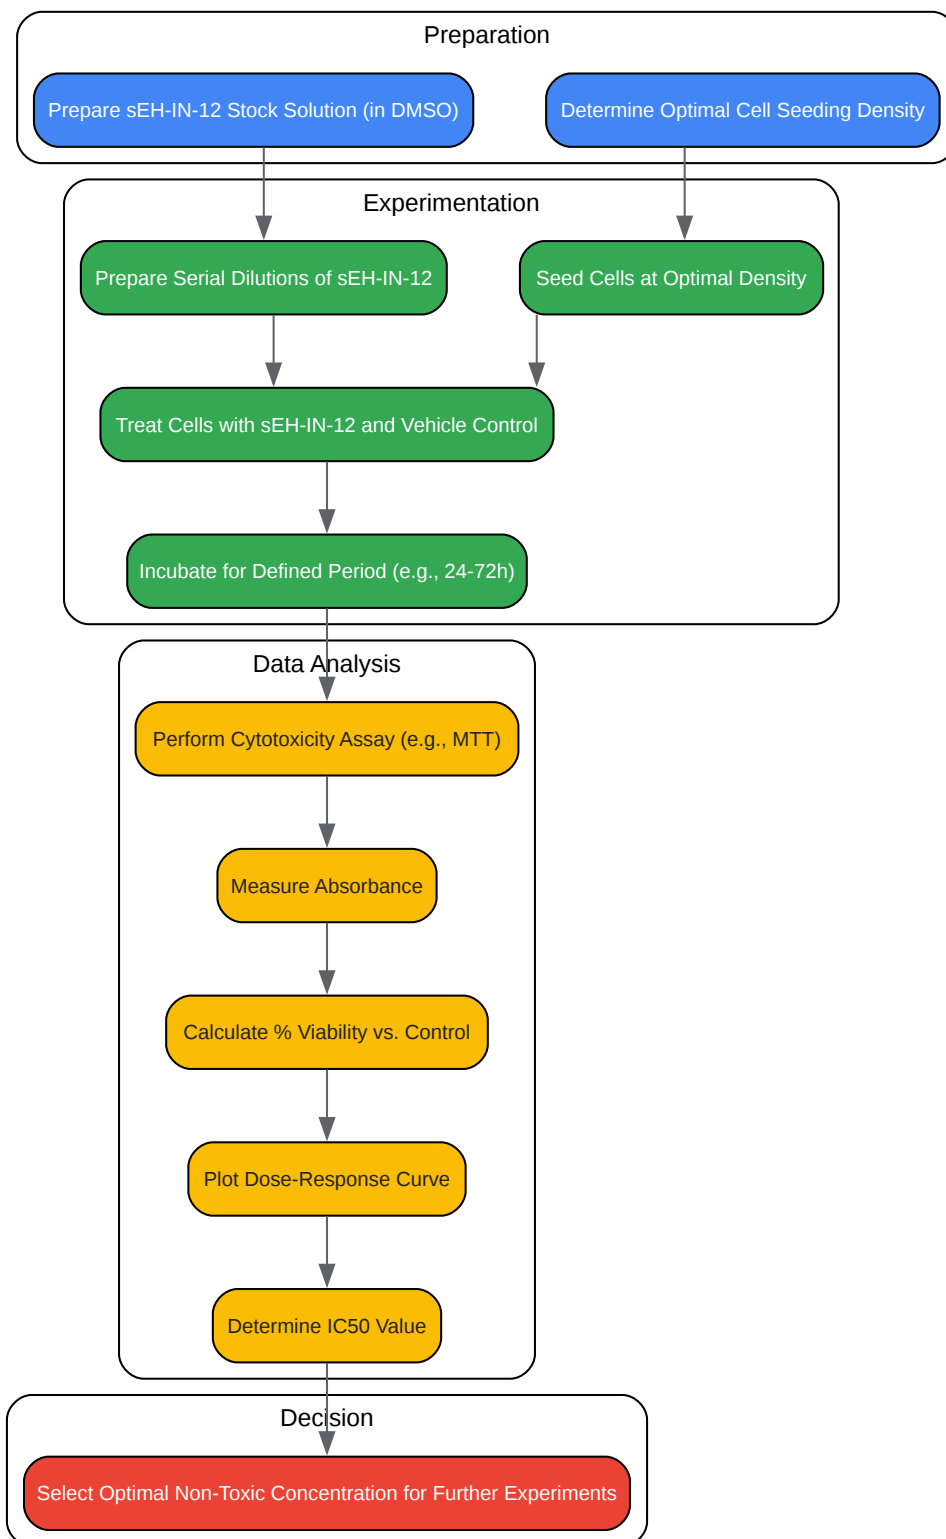 Preparation
Prepare sEH-IN-12 Stock Solution (in DMSO)
Determine Optimal Cell Seeding Density
Experimentation
Prepare Serial Dilutions of sEH-IN-12
Seed Cells at Optimal Density
Treat Cells with sEH-IN-12 and Vehicle Control
Incubate for Defined Period (e.g., 24-72h)
Data Analysis
Perform Cytotoxicity Assay (e.g., MTT)
Measure Absorbance
Calculate % Viability vs. Control
Plot Dose-Response Curve
Determine IC50 Value
Decision
Select Optimal Non-Toxic Concentration for Further Experiments